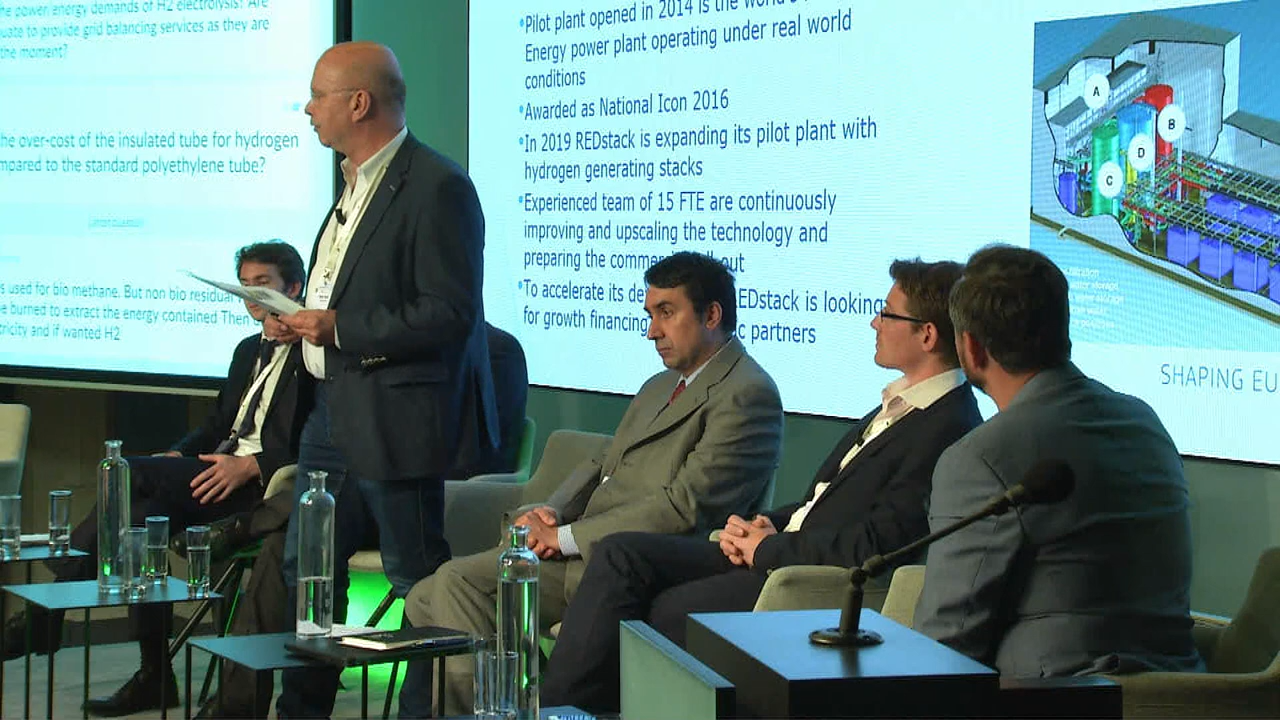 he power/energy demands of H2 electrolysis? Are
uate to provide grid balancing services as they are
the moment?
he over-cost of the insulated tube for hydrogen
mpared to the standard polyethylene tube?
s used for bio methane. But non bio residual
be burned to extract the energy contained Then
tricity and if wanted H2
•Pilot plant opened in 2014 is the world's
Energy power plant operating under real world
conditions
•Awarded as National Icon 2016
•In 2019 REDstack is expanding its pilot plant with
hydrogen generating stacks
•Experienced team of 15 FTE are continuously
improving and upscaling the technology and
preparing the comme out
•To accelerate its de REDstack is looking
for growth financing c partners
A
B
D
C
SHAPING EU